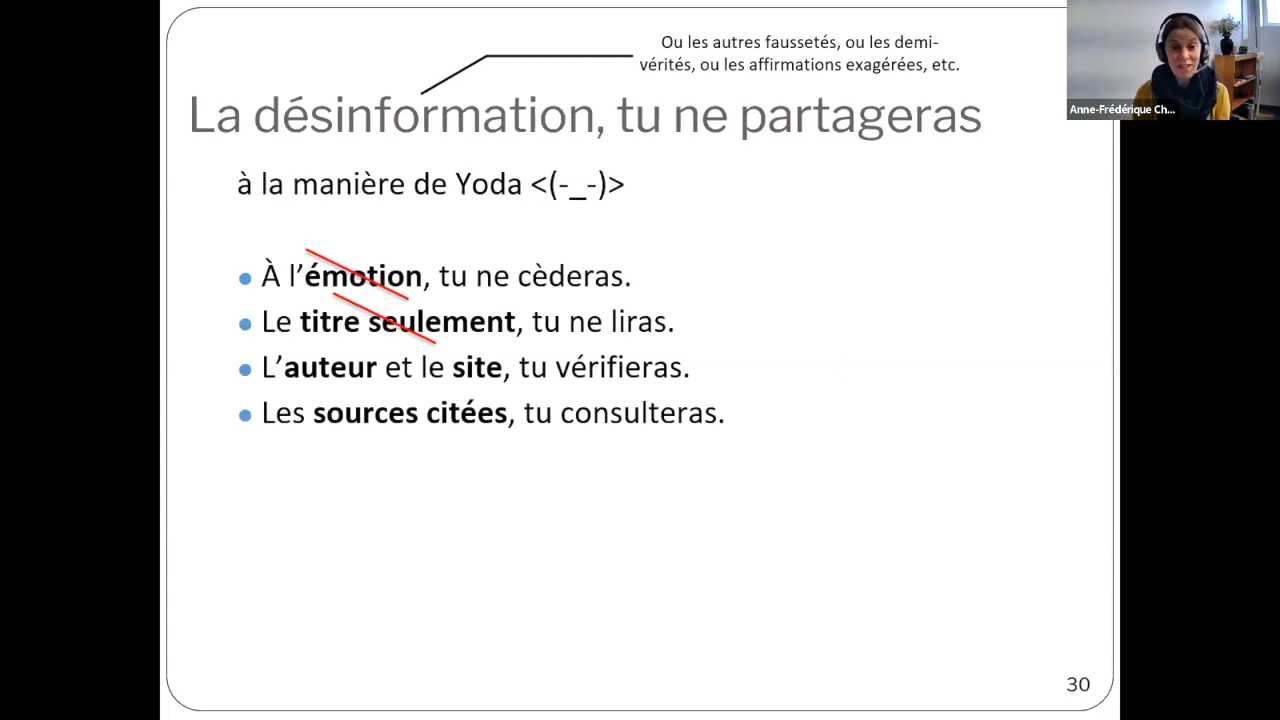 Ou les autres faussetés, ou les demi-
vérités, ou les affirmations exagérées, etc.
La désinformation, tu ne partageras
à la manière de Yoda <(-_-)>
À l’émotion, tu ne cèderas.
Le titre seulement, tu ne liras.
L’auteur et le site, tu vérifieras.
Les sources citées, tu consulteras.
30
Anne-Frédérique Ch...